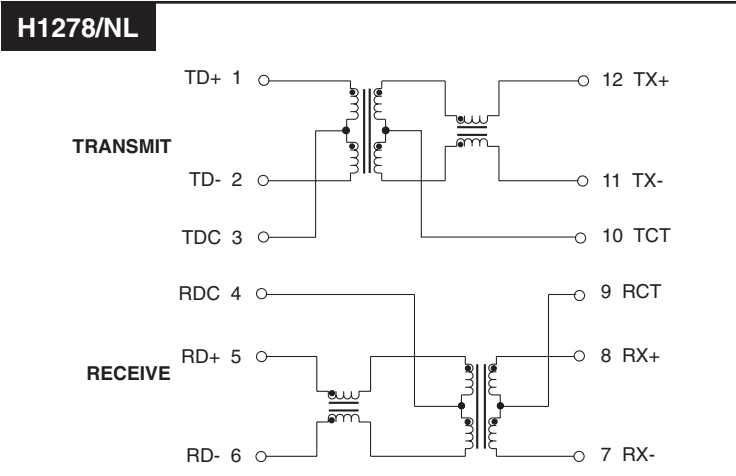 H1278/NL
TD+ 1
12 TX+
TRANSMIT
TD- 2
11 TX-
TDC 3
10 TCT
RDC 4
9 RCT
RD+ 5
8 RX+
RECEIVE
RD- 6
7 RX-